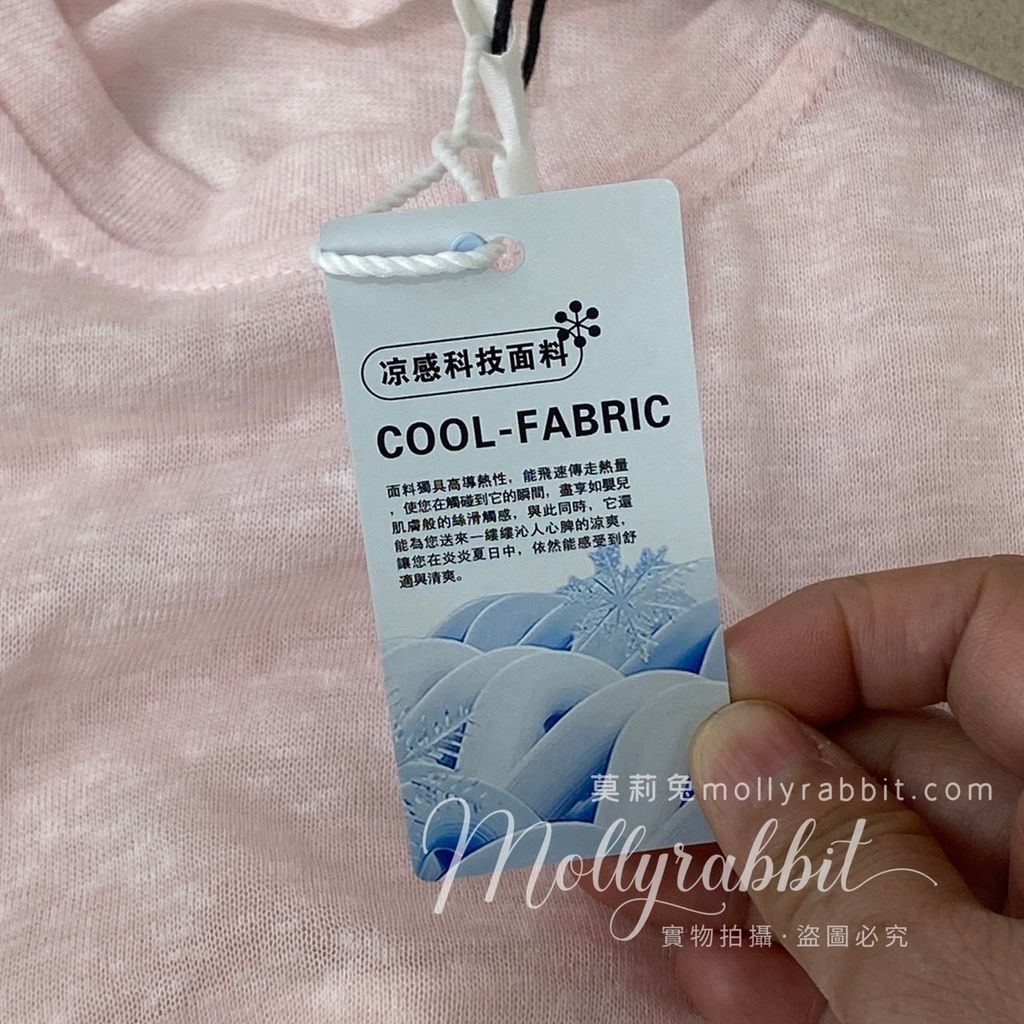 凉感科技面料
COOL-FABRIC
面料獨具高導熱性，能飛速傳走熱量
，使您在觸碰到它的瞬間，盡享如嬰兒
肌膚般的絲滑觸感，與此同時，它還
能為您送來一縷縷沁人心脾的涼爽，
讓您在炎炎夏日中，依然能感受到舒
適與清爽。
莫莉兔mollyrabbit.com
Mollyrabbit
實物拍攝·盜圖必究